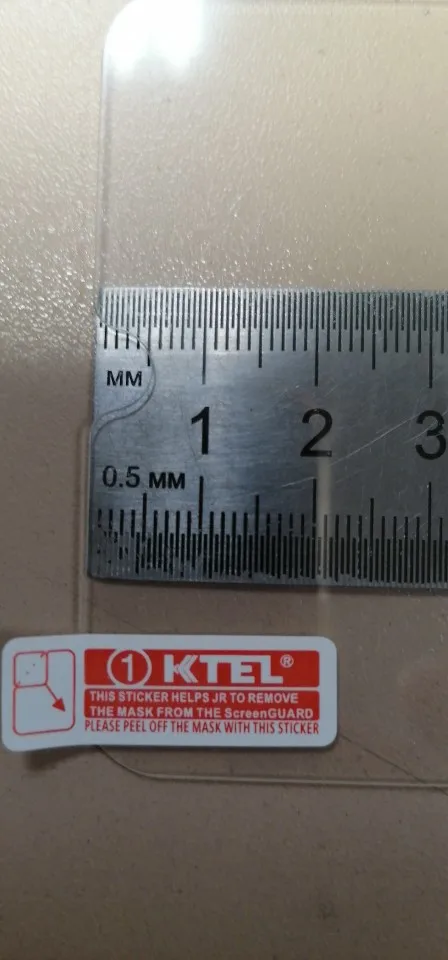 MM
1 2 3
0.5 MM
1 KTEL®
THIS STICKER HELPS JR TO REMOVE
THE MASK FROM THE ScreenGUARD
PLEASE PEEL OFF THE MASK WITH THIS STICKER